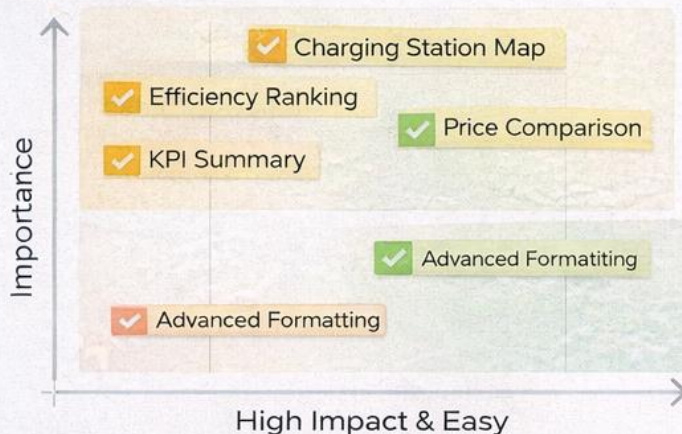 Charging Station Map
Efficiency Ranking
Price Comparison
KPI Summary
Advanced Formatiting
Advanced Formatting
Importance
High Impact & Easy